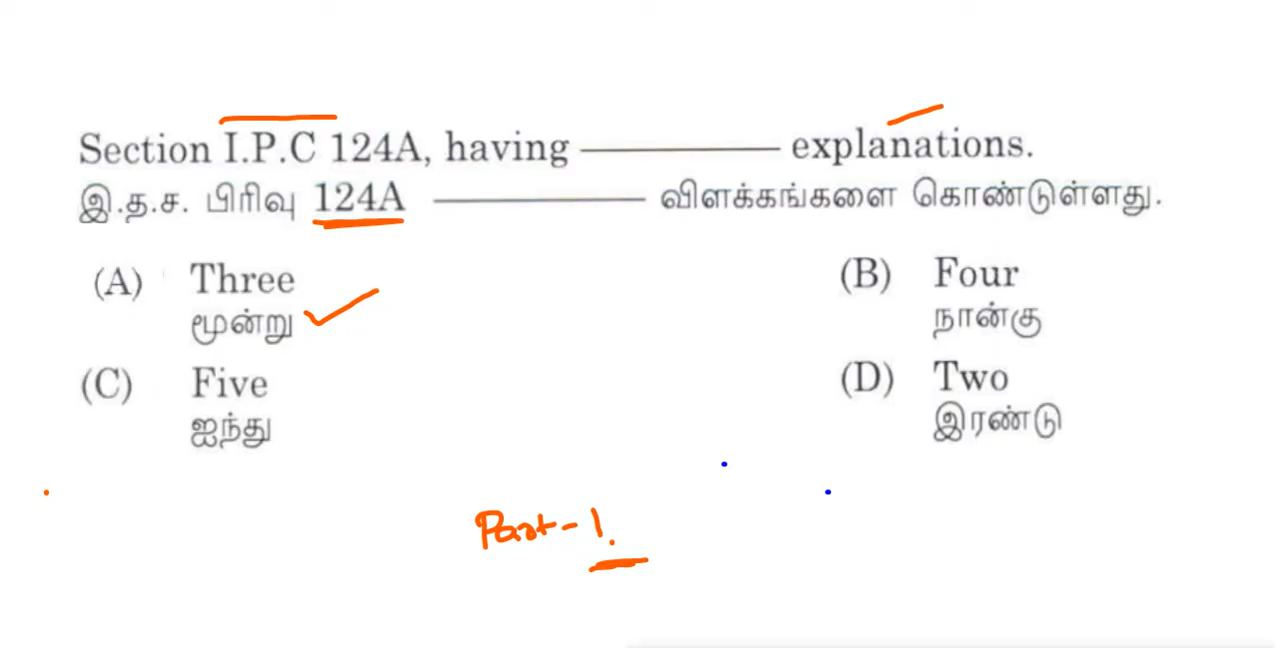 Section I.P.C 124A, having ———— explanations.
இ.த.ச. பிரிவு 124A ———— விளக்கங்களை கொண்டுள்ளது.
(A) Three (B) Four
மூன்று நான்கு
(C) Five (D) Two
ஐந்து இரண்டு
Part-1.